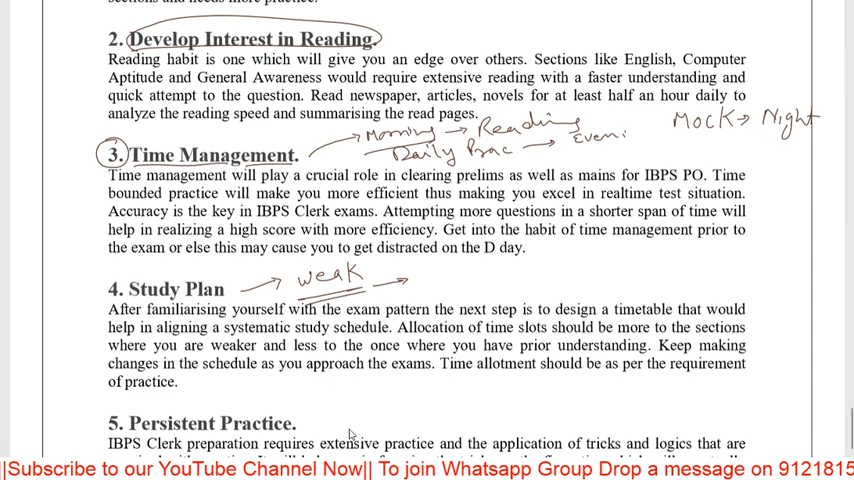 2. Develop Interest in Reading.
Reading habit is one which will give you an edge over others. Sections like English, Computer
Aptitude and General Awareness would require extensive reading with a faster understanding and
quick attempt to the question. Read newspaper, articles, novels for at least half an hour daily to
analyze the reading speed and summarising the read pages.
Morning → Reading
Mock → Night
Daily Prac → Even.
3. Time Management.
Time management will play a crucial role in clearing prelims as well as mains for IBPS PO. Time
bounded practice will make you more efficient thus making you excel in realtime test situation.
Accuracy is the key in IBPS Clerk exams. Attempting more questions in a shorter span of time will
help in realizing a high score with more efficiency. Get into the habit of time management prior to
the exam or else this may cause you to get distracted on the D day.
4. Study Plan → weak →
After familiarising yourself with the exam pattern the next step is to design a timetable that would
help in aligning a systematic study schedule. Allocation of time slots should be more to the sections
where you are weaker and less to the once where you have prior understanding. Keep making
changes in the schedule as you approach the exams. Time allotment should be as per the requirement
of practice.
5. Persistent Practice.
IBPS Clerk preparation requires extensive practice and the application of tricks and logics that are
||Subscribe to our YouTube Channel Now|| To join Whatsapp Group Drop a message on 9121815